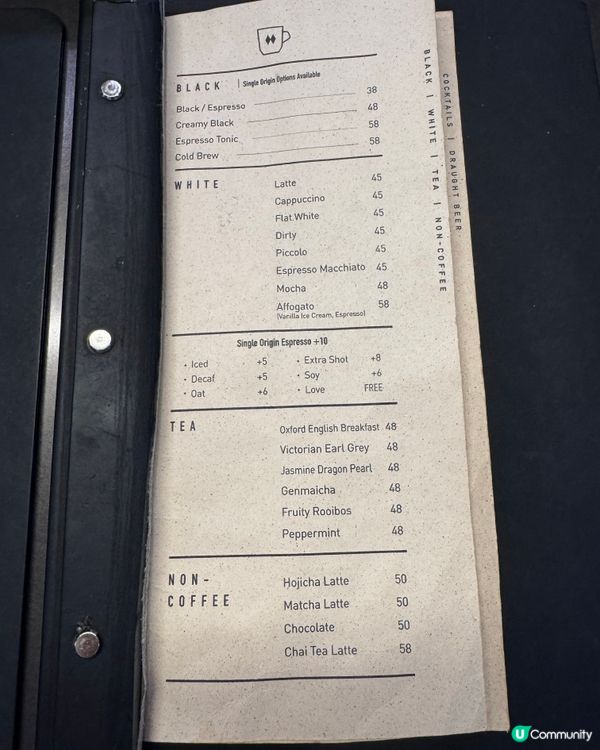 BLACK | Single Origin Options Available
Black / Espresso 38
Creamy Black 48
Espresso Tonic 58
Cold Brew 58
WHITE
Latte 45
Cappuccino 45
Flat White 45
Dirty 45
Piccolo 45
Espresso Macchiato 45
Mocha 48
Affogato 58
(Vanilla Ice Cream, Espresso)
Single Origin Espresso +10
• Iced +5 • Extra Shot +8
• Decaf +5 • Soy +6
• Oat +6 • Love FREE
TEA
Oxford English Breakfast 48
Victorian Earl Grey 48
Jasmine Dragon Pearl 48
Genmaicha 48
Fruity Rooibos 48
Peppermint 48
NON-
COFFEE
Hojicha Latte 50
Matcha Latte 50
Chocolate 50
Chai Tea Latte 58
BLACK | WHITE | TEA | NON-COFFEE
COCKTAILS | DRAUGHT BEER
U Community